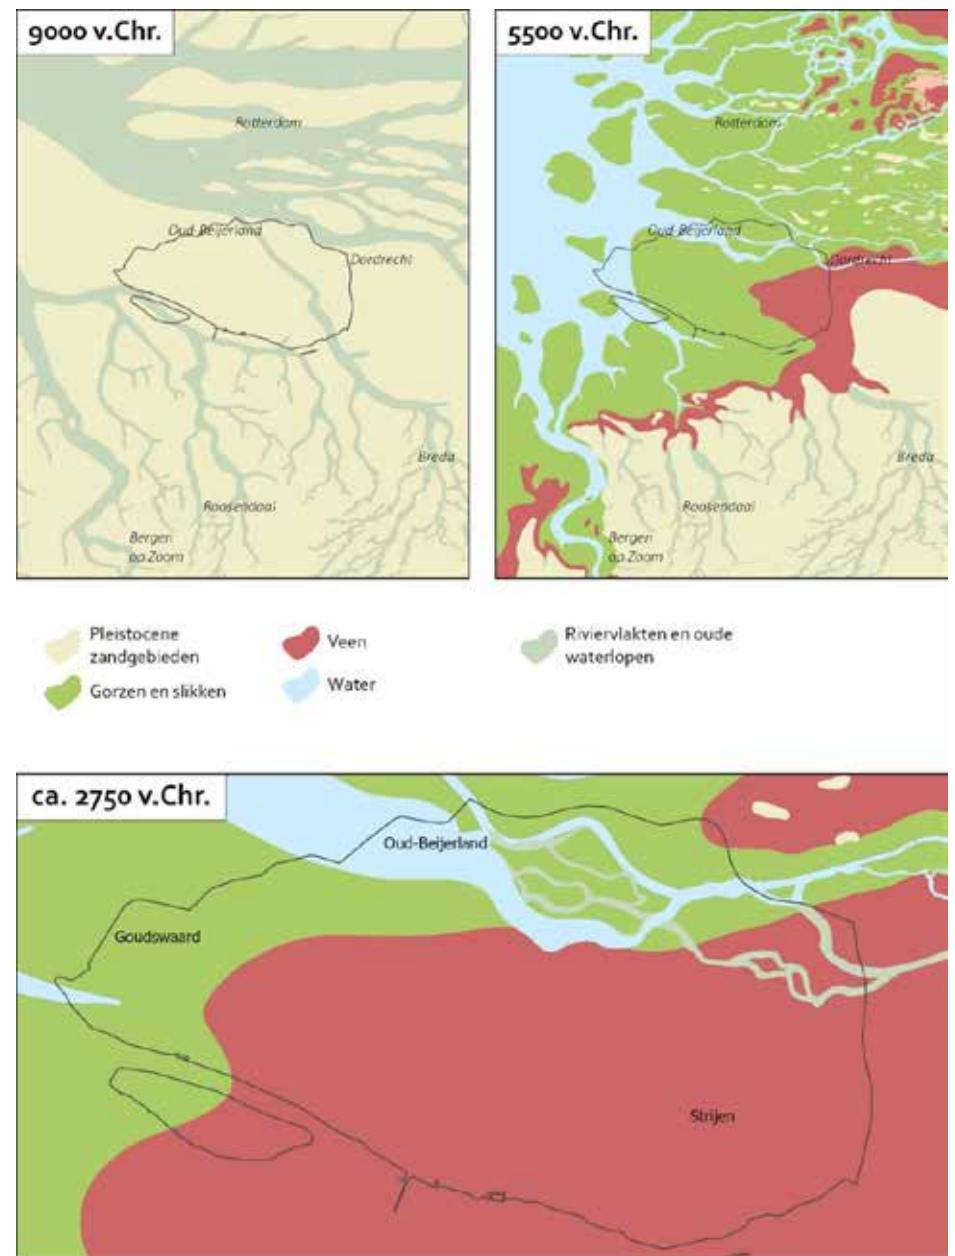 9000 v.Chr.
Rotterdam
Oud-Beijerland
Dordrecht
Breda
Roosendaal
Bergen
op Zoom
5500 v.Chr.
Rotterdam
Oud-Beijerland
Dordrecht
Breda
Roosendaal
Bergen
op Zoom
Pleistocene
zandgebieden
Gorzen en slikken
Veen
Water
Riviervlakten en oude
waterlopen
ca. 2750 v.Chr.
Oud-Beijerland
Goudswaard
Strijen